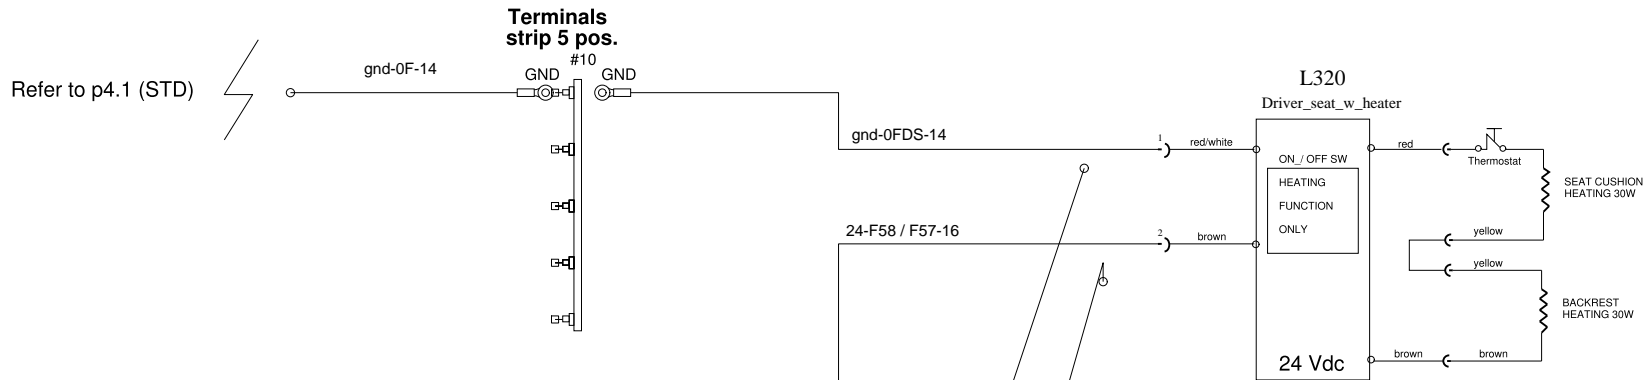 Terminals
strip 5 pos.
#10
Refer to p4.1 (STD)
gnd-0F-14
GND
GND
L320
Driver_seat_w_heater
gnd-0FDS-14
1
red/white
ON_/ OFF SW
HEATING
FUNCTION
ONLY
red
Thermostat
SEAT CUSHION
HEATING 30W
24-F58 / F57-16
2
brown
yellow
yellow
BACKREST
HEATING 30W
24 Vdc
brown
brown